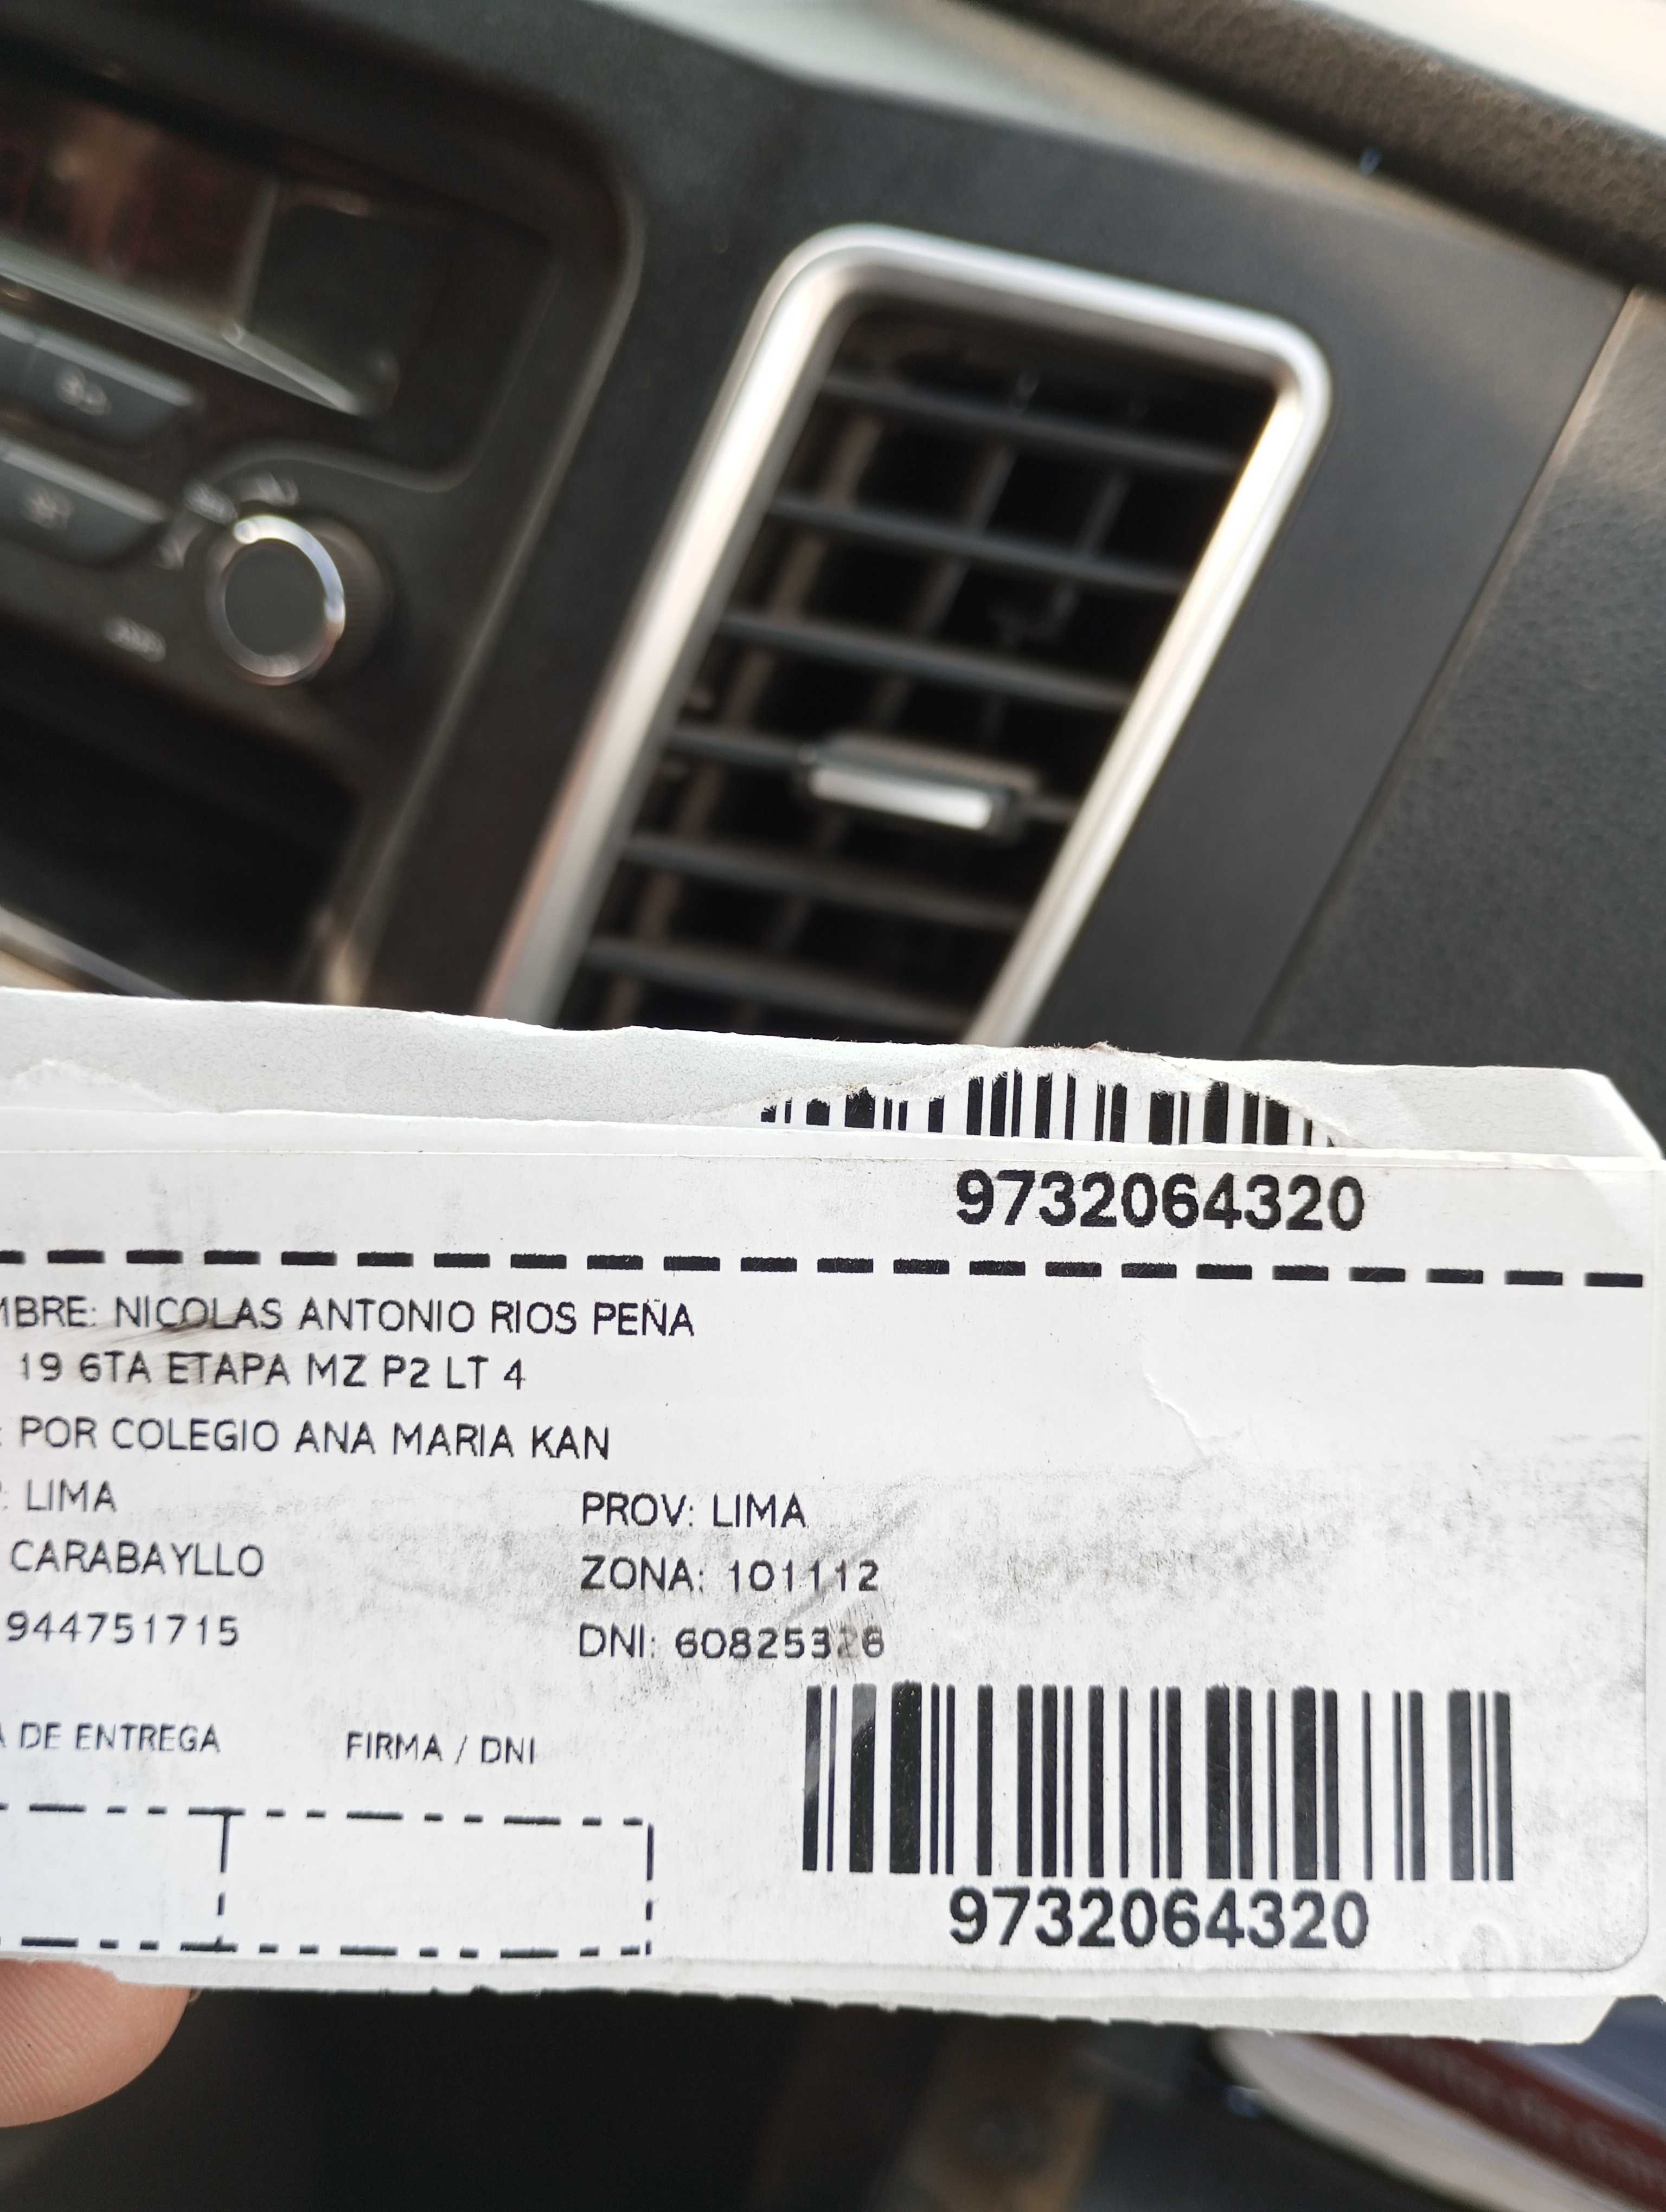 9732064320
MBRE: NICOLAS ANTONIO RIOS PEÑA
19 6TA ETAPA MZ P2 LT 4
: POR COLEGIO ANA MARIA KAN
: LIMA
PROV: LIMA
CARABAYLLO
ZONA: 101112
944751715
DNI: 60825326
A DE ENTREGA
FIRMA / DNI
9732064320